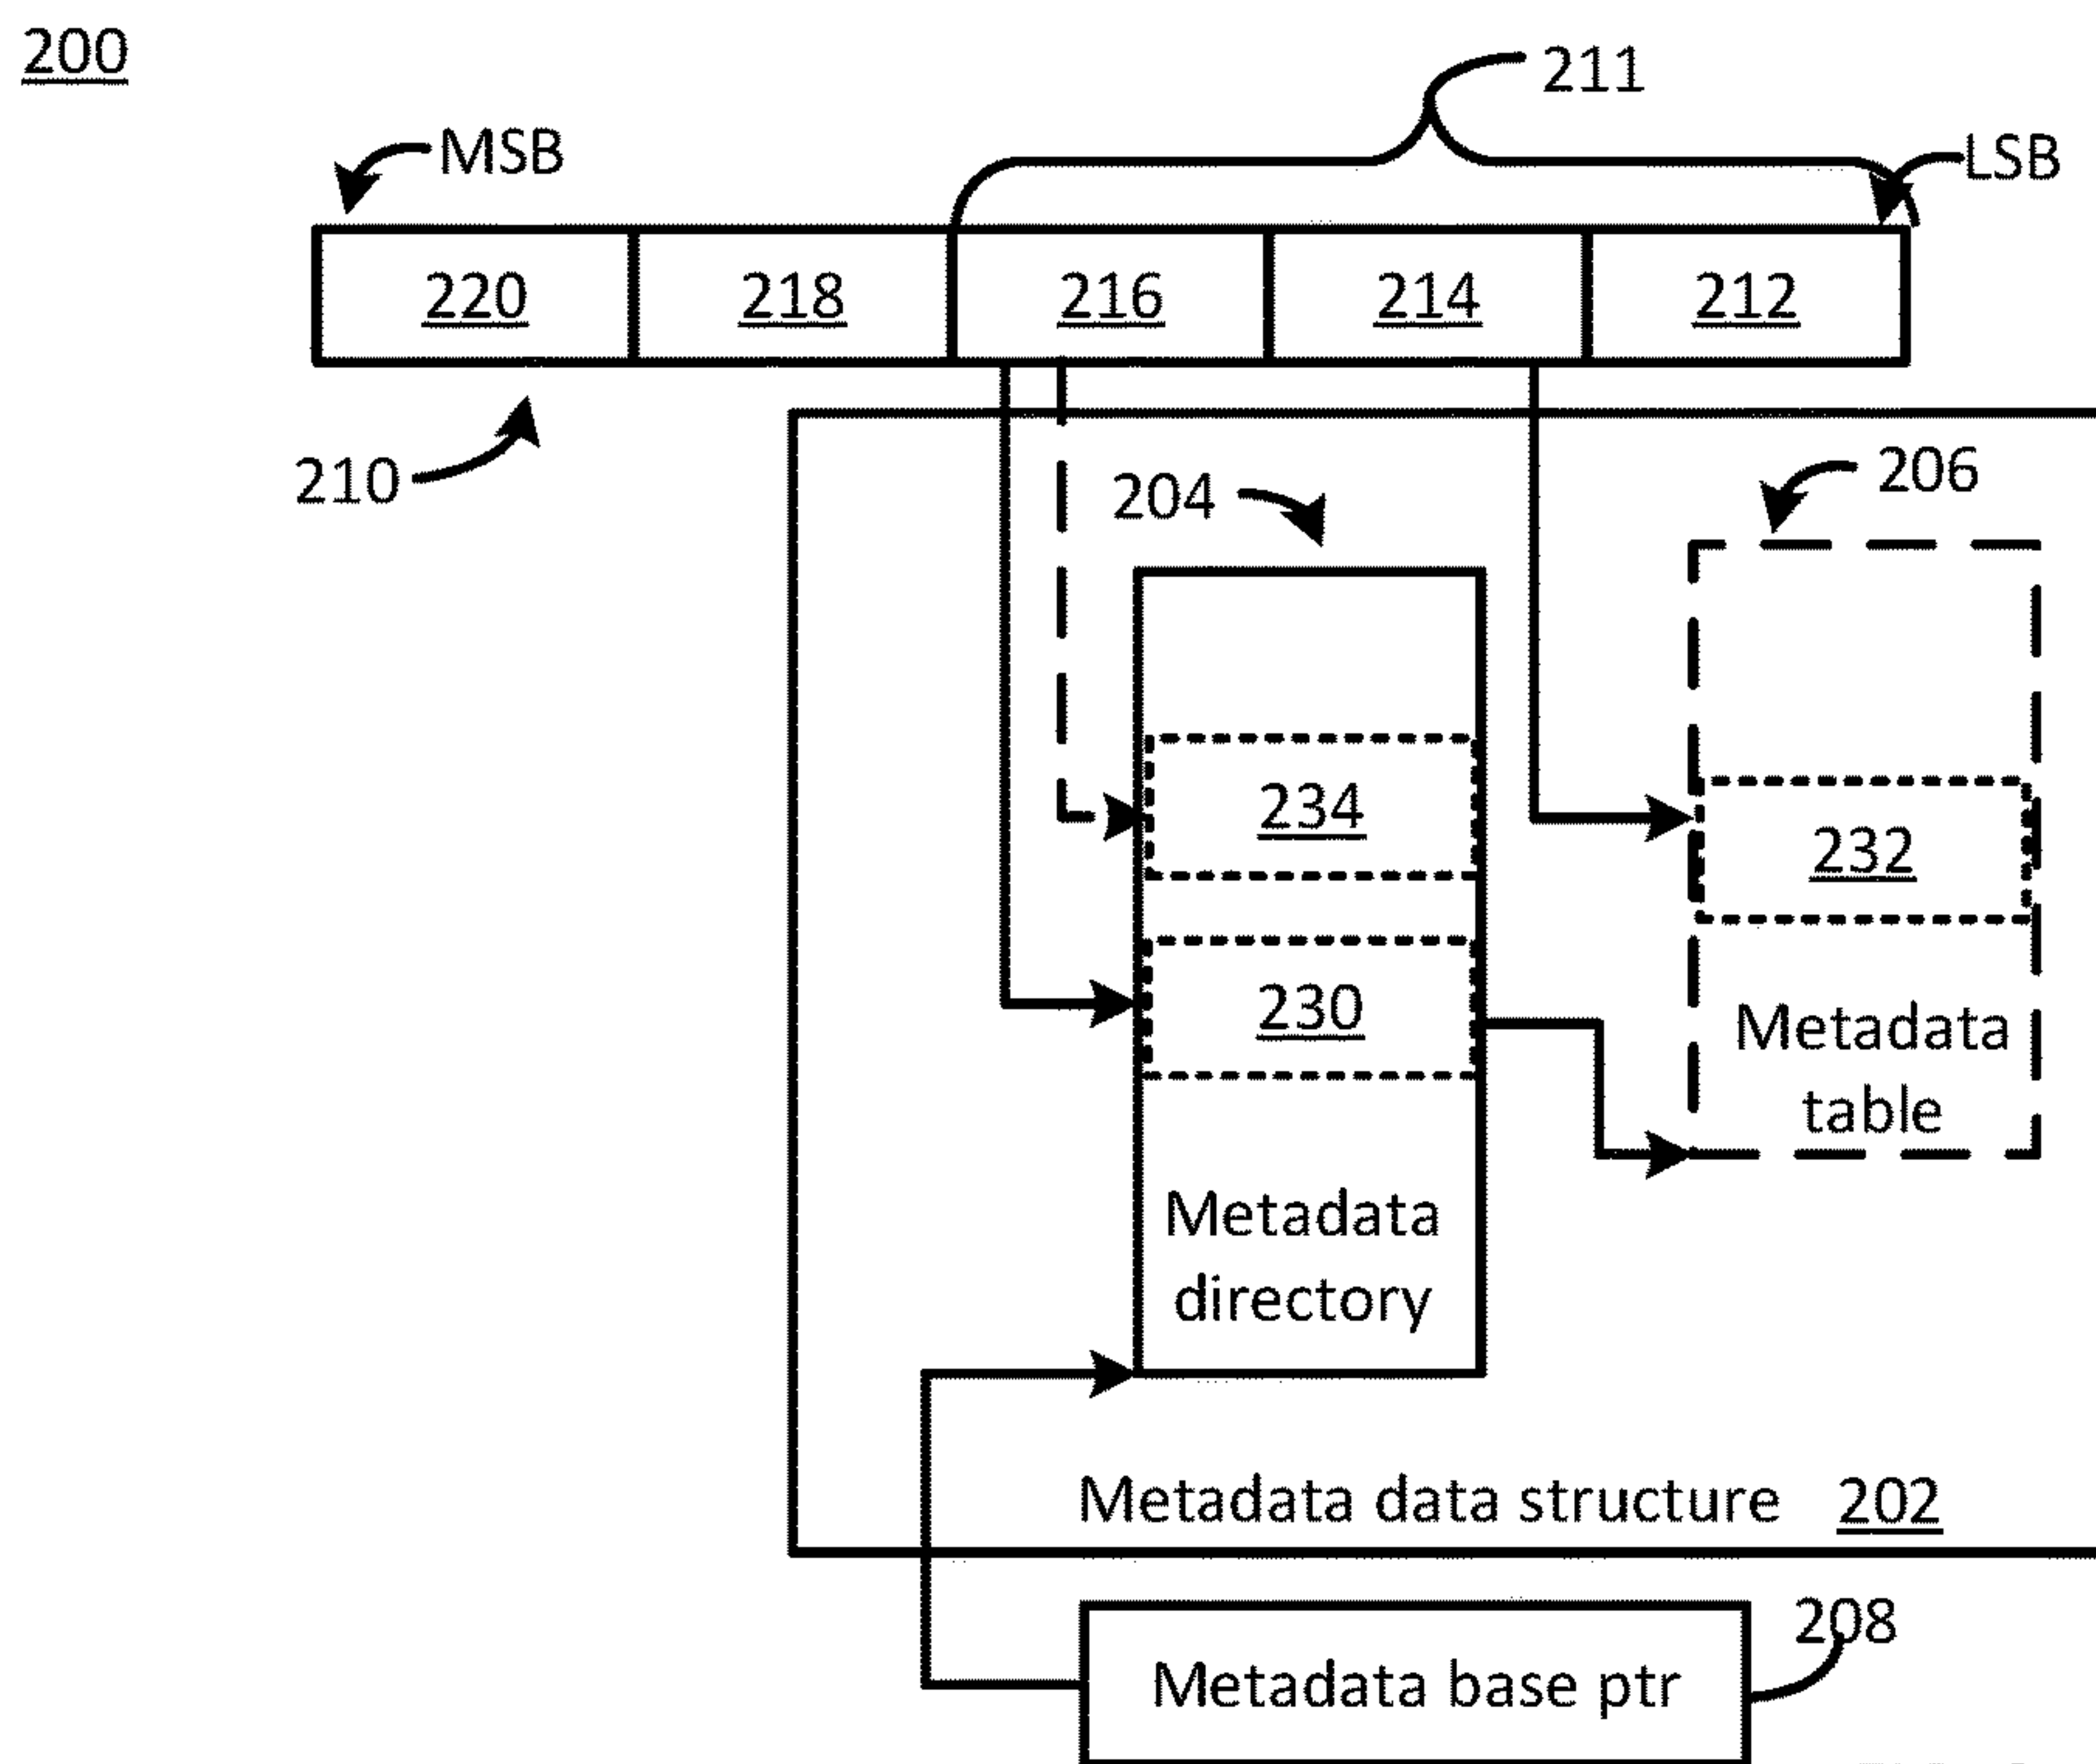 200
211
MSB
LSB
220 218 216 214 212
210
204
206
234
232
230
Metadata
table
Metadata
directory
Metadata data structure 202
208
Metadata base ptr